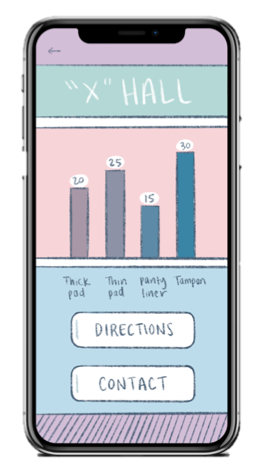 "X" HALL
30
25
20
15
Thick pad
Thin pad
panty liner
Tampon
DIRECTIONS
CONTACT